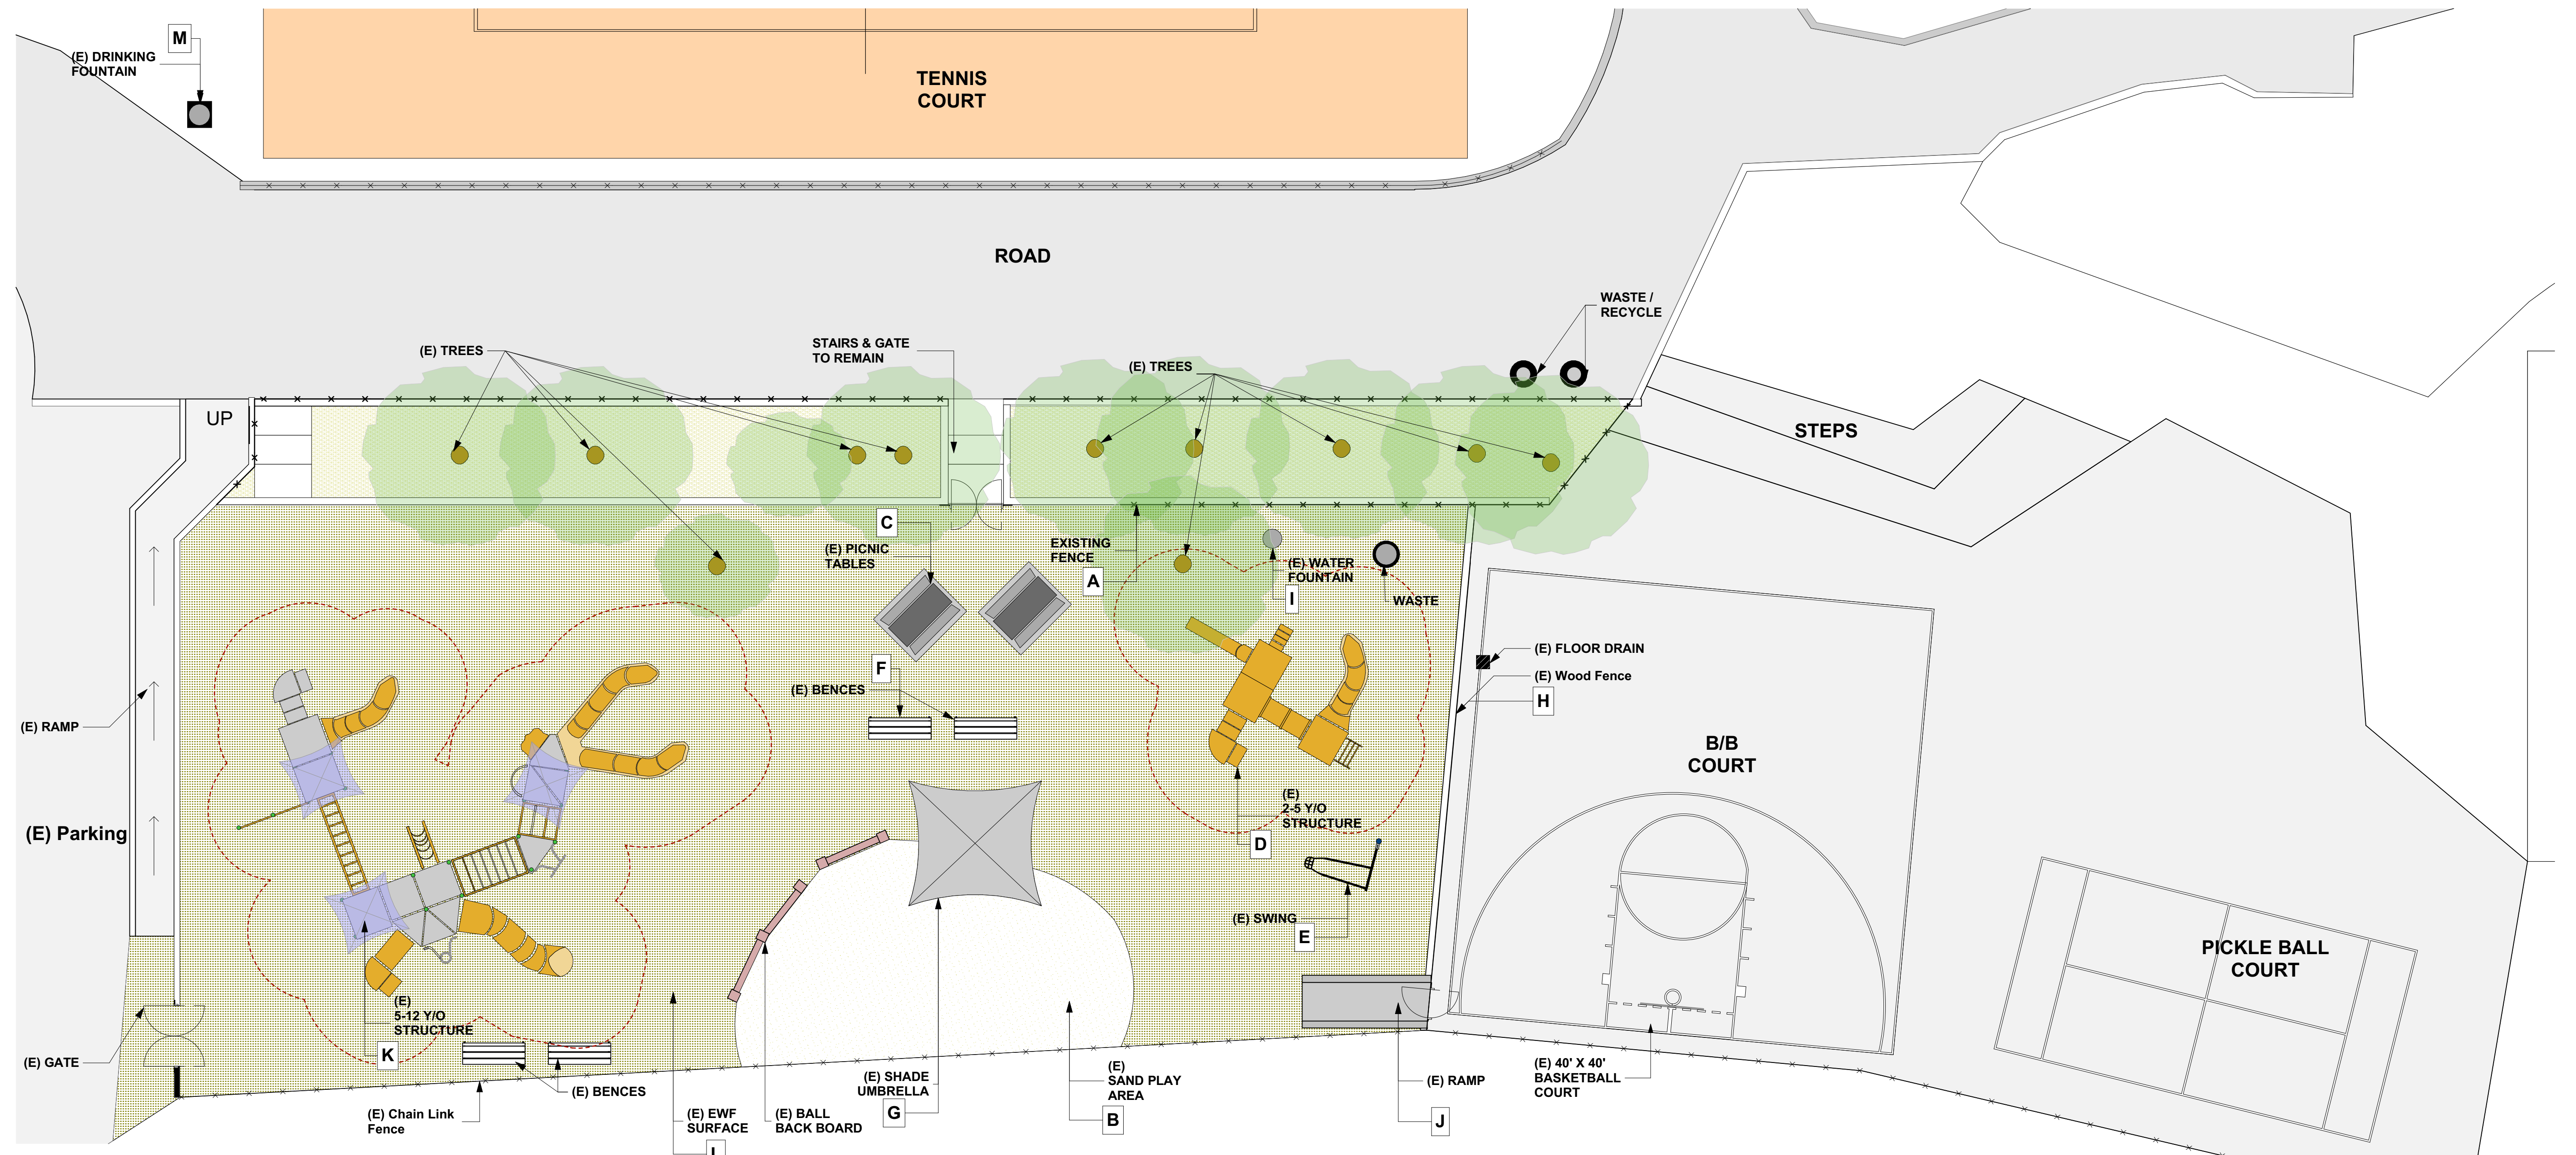 M
(E) DRINKING
FOUNTAIN
TENNIS
COURT
ROAD
WASTE /
RECYCLE
(E) TREES
STAIRS & GATE
TO REMAIN
(E) TREES
UP
STEPS
C
(E) PICNIC
TABLES
EXISTING
FENCE
A
(E) WATER
FOUNTAIN
I
WASTE
(E) FLOOR DRAIN
(E) Wood Fence
H
F
(E) BENCES
(E) RAMP
B/B
COURT
(E) Parking
(E)
2-5 Y/O
STRUCTURE
D
(E) SWING
E
PICKLE BALL
COURT
(E)
5-12 Y/O
STRUCTURE
K
(E) GATE
(E) BENCES
(E) Chain Link
Fence
(E) EWF
SURFACE
L
(E) BALL
BACK BOARD
(E) SHADE
UMBRELLA
G
(E)
SAND PLAY
AREA
B
(E) RAMP
J
(E) 40' X 40'
BASKETBALL
COURT